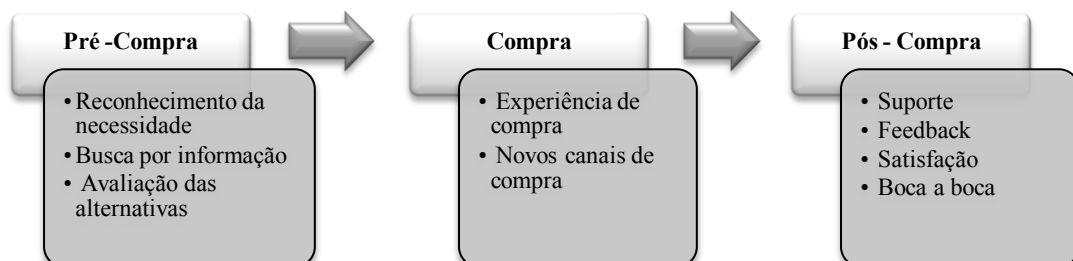 Pré -Compra
• Reconhecimento da
necessidade
• Busca por informação
• Avaliação das
alternativas
Compra
• Experiência de
compra
• Novos canais de
compra
Pós - Compra
• Suporte
• Feedback
• Satisfação
• Boca a boca